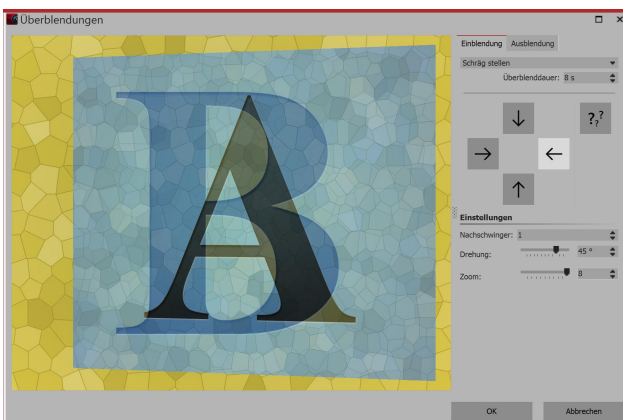 Überblendungen
B
A
Einblendung Ausblendung
Schräg stellen
Überblenddauer: 8 s
??
?
Einstellungen
Nachschwinger: 1
Drehung: 45 °
Zoom: 8
OK Abbrechen